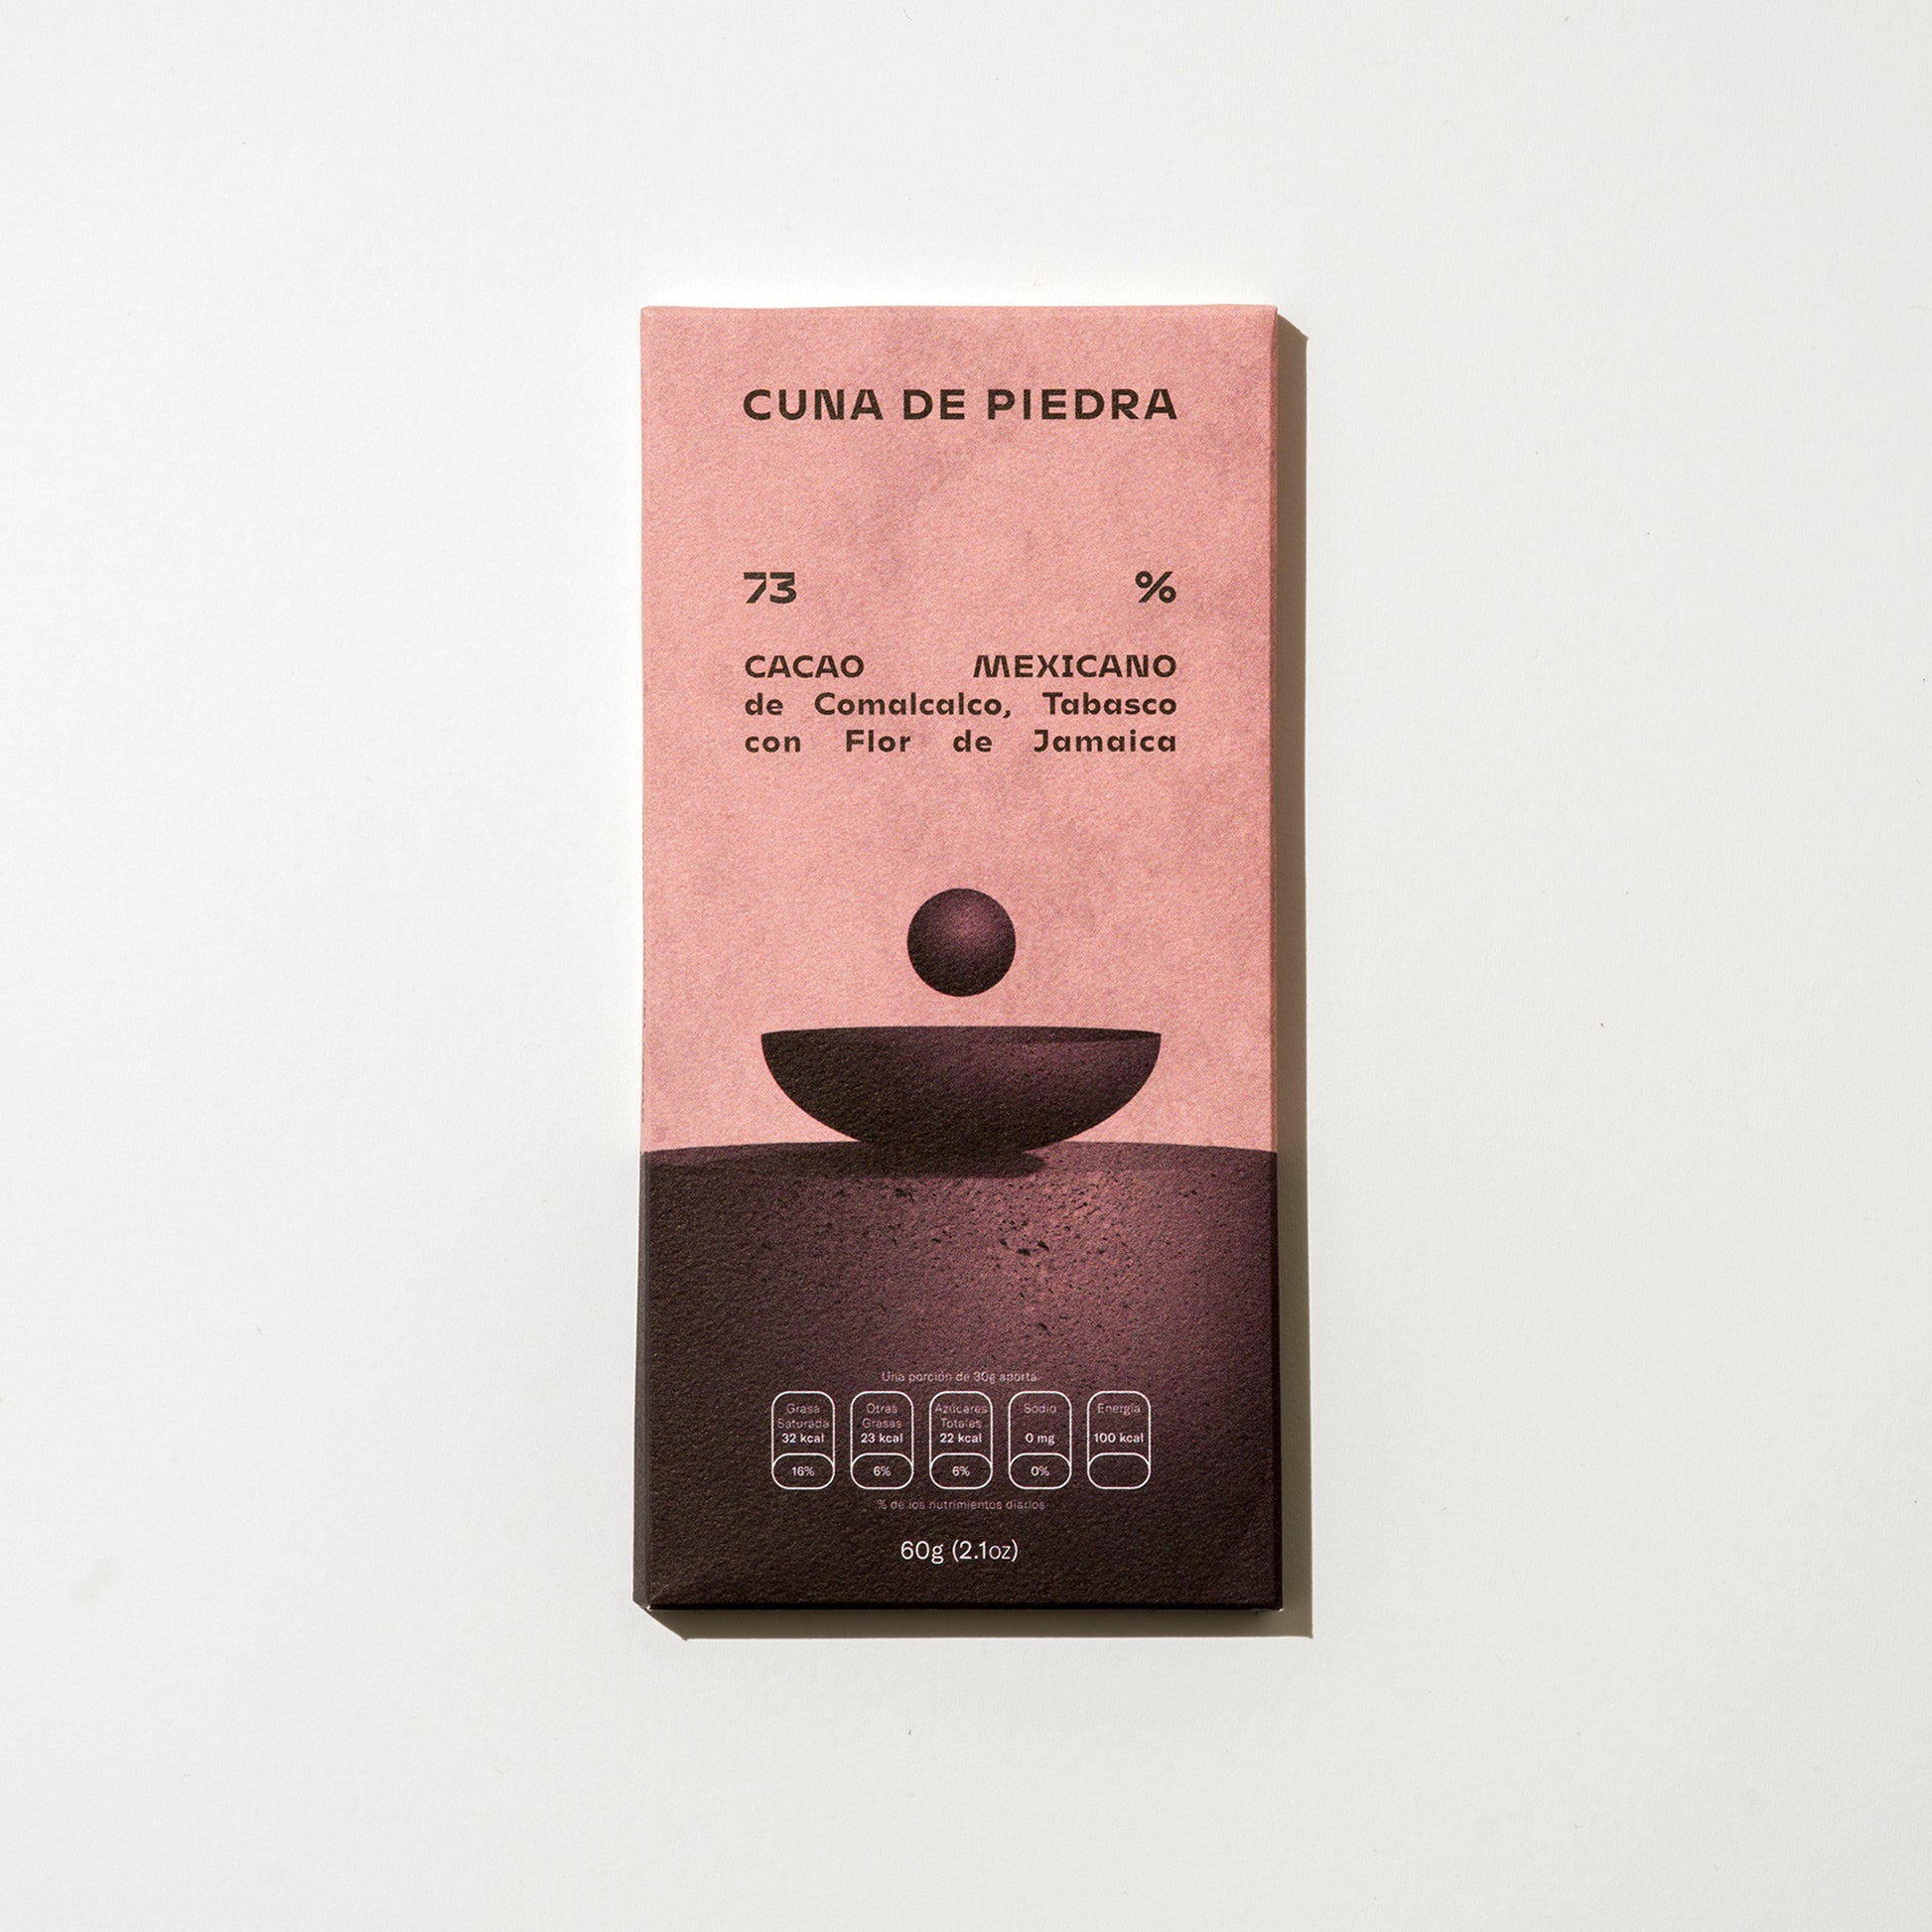 CUNA DE PIEDRA
73 %
CACAO MEXICANO
de Comalcalco, Tabasco
con Flor de Jamaica
Una porción de 30g aporta
Grasa Saturada 32 kcal 16%
Otras Grasas 23 kcal 6%
Azúcares Totales 22 kcal 6%
Sodio 0 mg 0%
Energía 100 kcal
% de los nutrimientos diarios
60g (2.1oz)